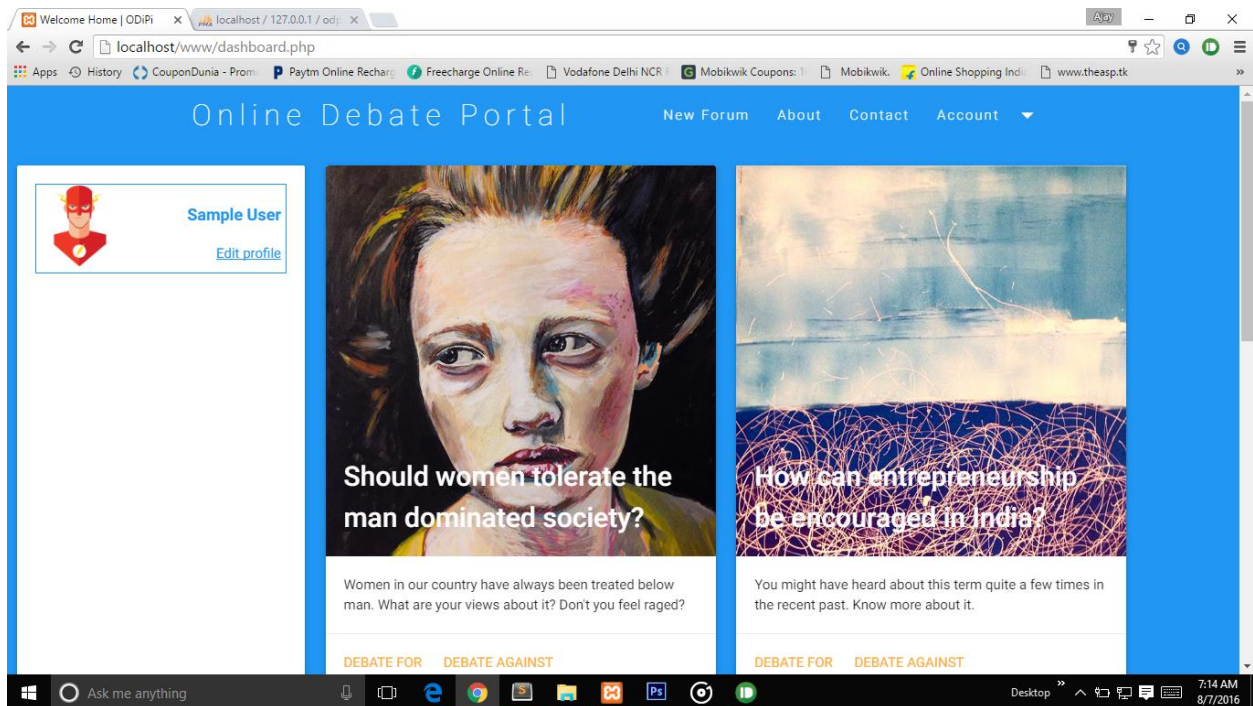 Welcome Home | ODiPi
localhost / 127.0.0.1 / odp
Ajay
localhost/www/dashboard.php
Apps History CouponDunia - Prom Paytm Online Recharg Freecharge Online Re Vodafone Delhi NCR Mobikwik Coupons: Mobikwik. Online Shopping Indi www.theasp.tk
Online Debate Portal
New Forum About Contact Account
Sample User
Edit profile
Should women tolerate the
man dominated society?
Women in our country have always been treated below
man. What are your views about it? Don't you feel raged?
DEBATE FOR DEBATE AGAINST
How can entrepreneurship
be encouraged in India?
You might have heard about this term quite a few times in
the recent past. Know more about it.
DEBATE FOR DEBATE AGAINST
Ask me anything
Desktop
7:14 AM
8/7/2016